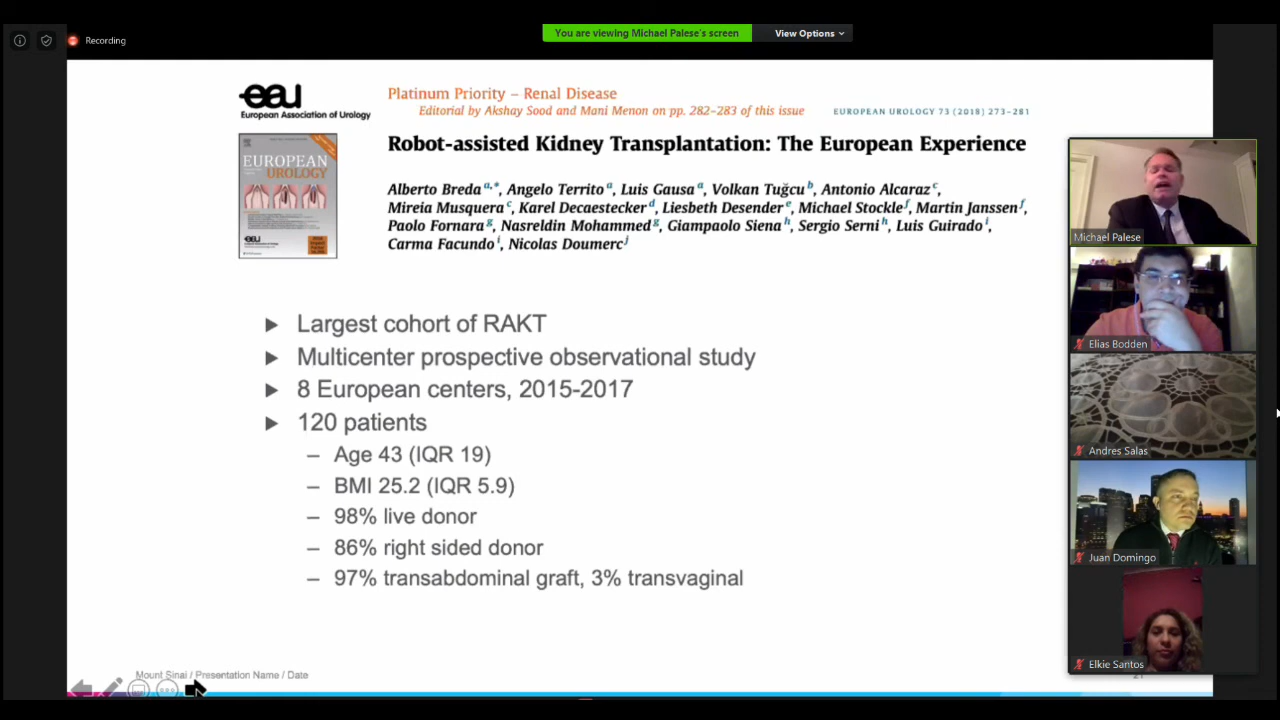 Recording
You are viewing Michael Palese's screen
View Options
eau
European Association of Urology
Platinum Priority – Renal Disease
Editorial by Akshay Sood and Mani Menon on pp. 282–283 of this issue
EUROPEAN UROLOGY 73 (2018) 273–281
EUROPEAN
UROLOGY
Robot-assisted Kidney Transplantation: The European Experience
Alberto Breda a,*, Angelo Territo a, Luis Gausa a, Volkan Tuğcu b, Antonio Alcaraz c,
Mireia Musquera c, Karel Decaestecker d, Liesbeth Desender e, Michael Stockle f, Martin Janssen f,
Paolo Fornara g, Nasreldin Mohammed g, Giampaolo Siena h, Sergio Serni h, Luis Guirado i,
Carma Facundo i, Nicolas Doumerc j
► Largest cohort of RAKT
► Multicenter prospective observational study
► 8 European centers, 2015-2017
► 120 patients
– Age 43 (IQR 19)
– BMI 25.2 (IQR 5.9)
– 98% live donor
– 86% right sided donor
– 97% transabdominal graft, 3% transvaginal
Mount Sinai / Presentation Name / Date
Michael Palese
Elias Bodden
Andres Salas
Juan Domingo
Elkie Santos